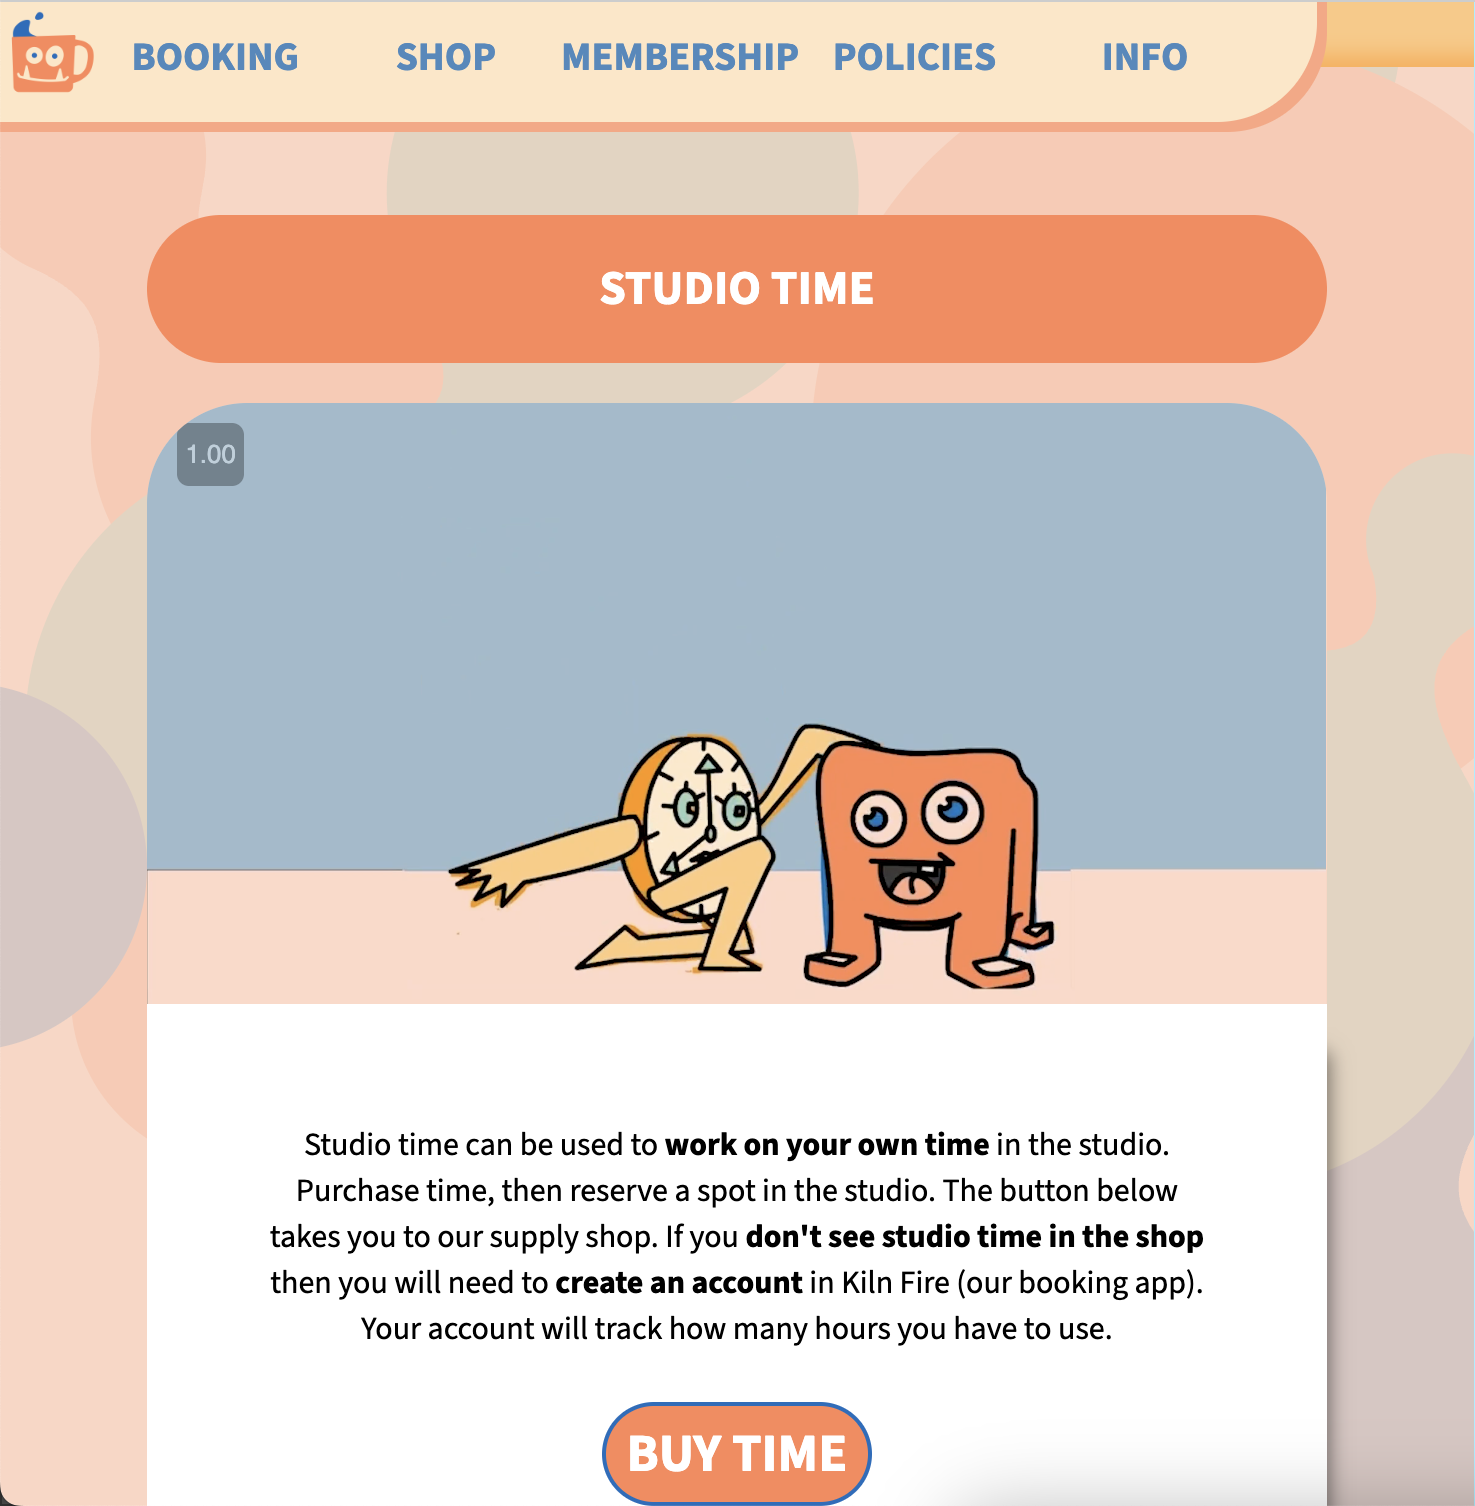 BOOKING SHOP MEMBERSHIP POLICIES INFO
STUDIO TIME
1.00
Studio time can be used to work on your own time in the studio.
Purchase time, then reserve a spot in the studio. The button below
takes you to our supply shop. If you don't see studio time in the shop
then you will need to create an account in Kiln Fire (our booking app).
Your account will track how many hours you have to use.
BUY TIME